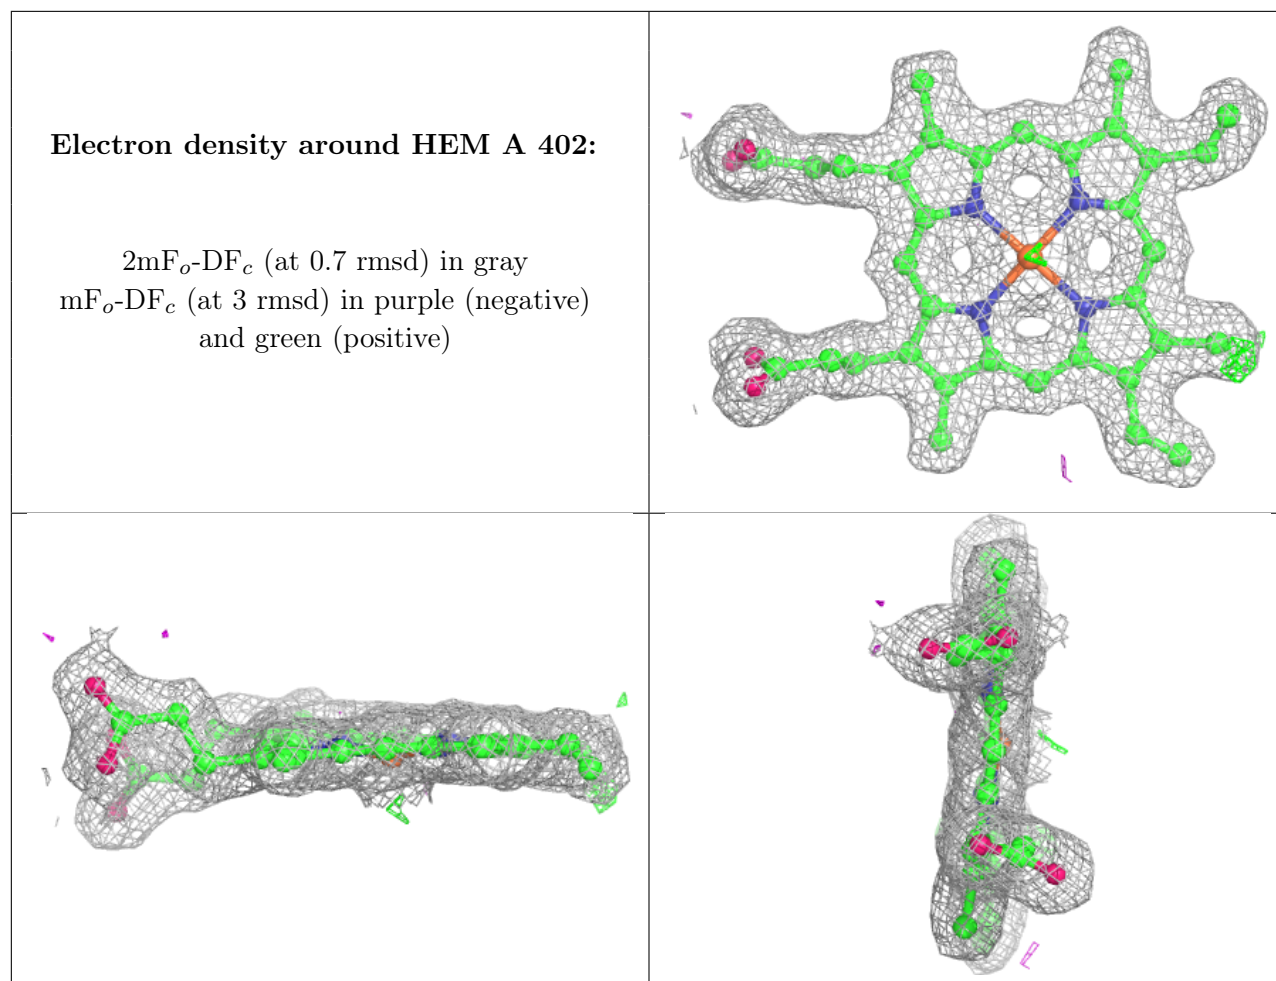 Electron density around HEM A 402:
2mFo-DFc (at 0.7 rmsd) in gray
mFo-DFc (at 3 rmsd) in purple (negative)
and green (positive)